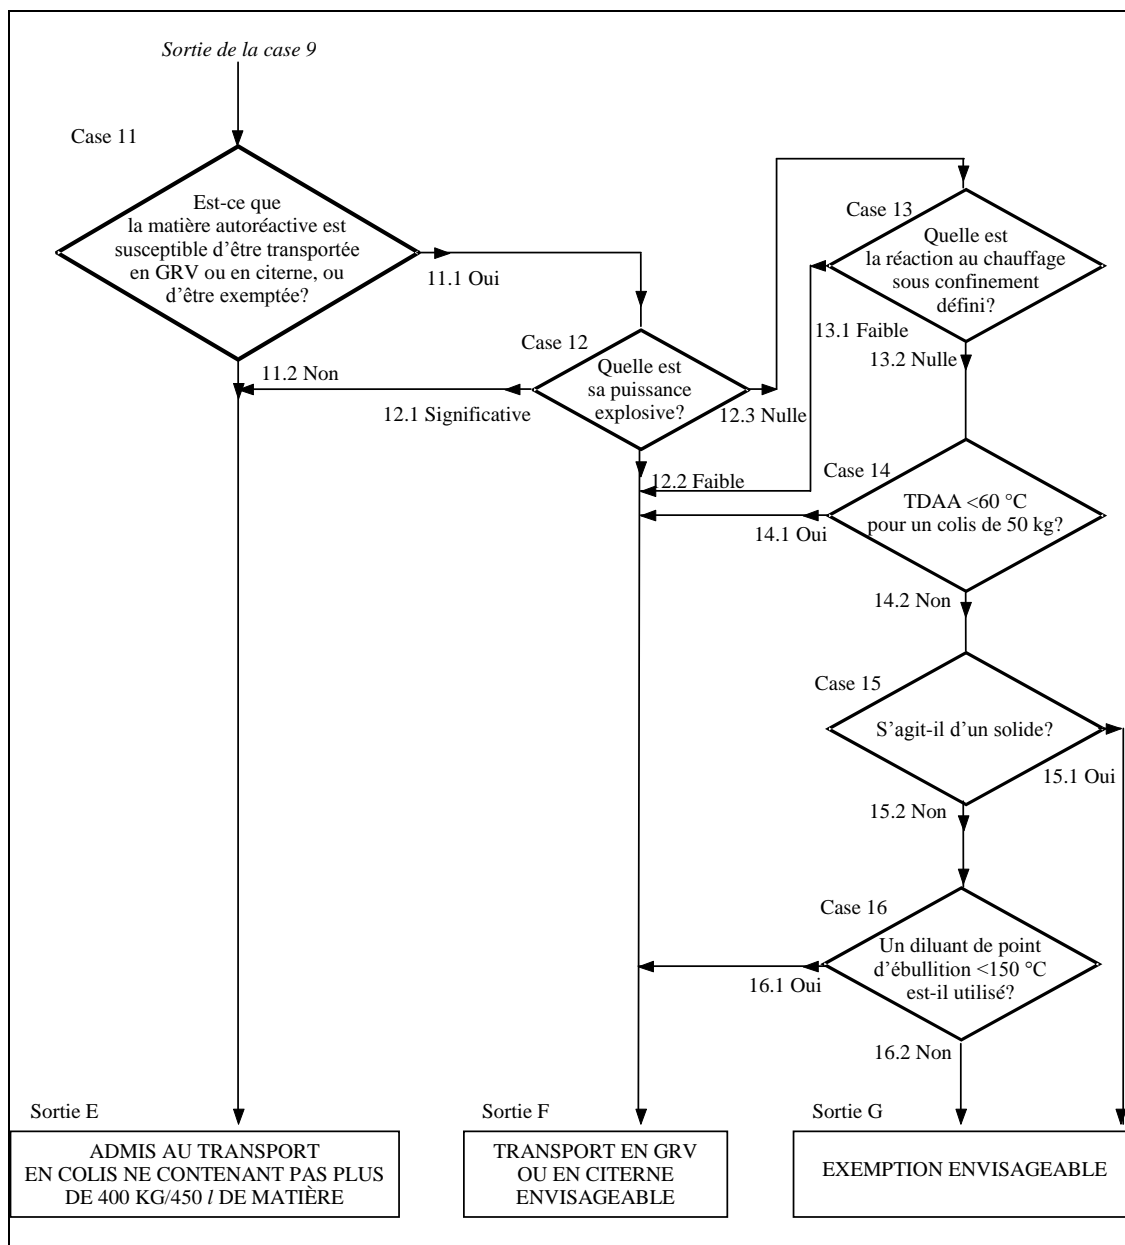 Sortie de la case 9
Case 11
Est-ce que
la matière autoréactive est
susceptible d'être transportée
en GRV ou en citerne, ou
d'être exemptée?
11.1 Oui
11.2 Non
Case 12
Quelle est
sa puissance
explosive?
12.1 Significative
12.3 Nulle
12.2 Faible
Case 13
Quelle est
la réaction au chauffage
sous confinement
défini?
13.1 Faible
13.2 Nulle
Case 14
TDAA <60 °C
pour un colis de 50 kg?
14.1 Oui
14.2 Non
Case 15
S'agit-il d'un solide?
15.1 Oui
15.2 Non
Case 16
Un diluant de point
d'ébullition <150 °C
est-il utilisé?
16.1 Oui
16.2 Non
Sortie E
ADMIS AU TRANSPORT
EN COLIS NE CONTENANT PAS PLUS
DE 400 KG/450 l DE MATIÈRE
Sortie F
TRANSPORT EN GRV
OU EN CITERNE
ENVISAGEABLE
Sortie G
EXEMPTION ENVISAGEABLE